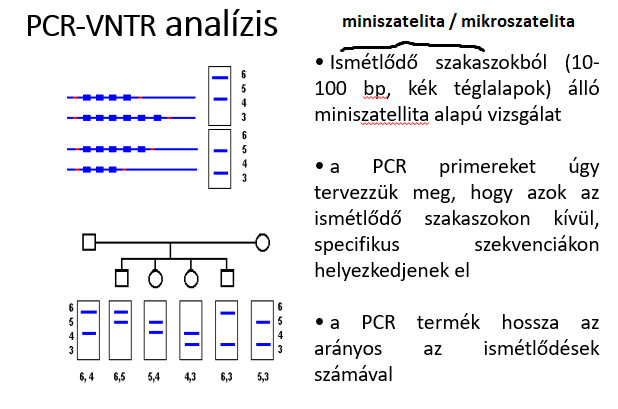 PCR-VNTR analízis
miniszatelita / mikroszatelita
• Ismétlődő szakaszokból (10-
100 bp, kék téglalapok) álló
miniszatellita alapú vizsgálat
• a PCR primereket úgy
tervezzük meg, hogy azok az
ismétlődő szakaszokon kívül,
specifikus szekvenciákon
helyezkedjenek el
• a PCR termék hossza az
arányos az ismétlődések
számával
6
5
4
3
6
5
4
3
6
5
4
3
6
5
4
3
6, 4 6,5 5,4 4,3 6,3 5,3